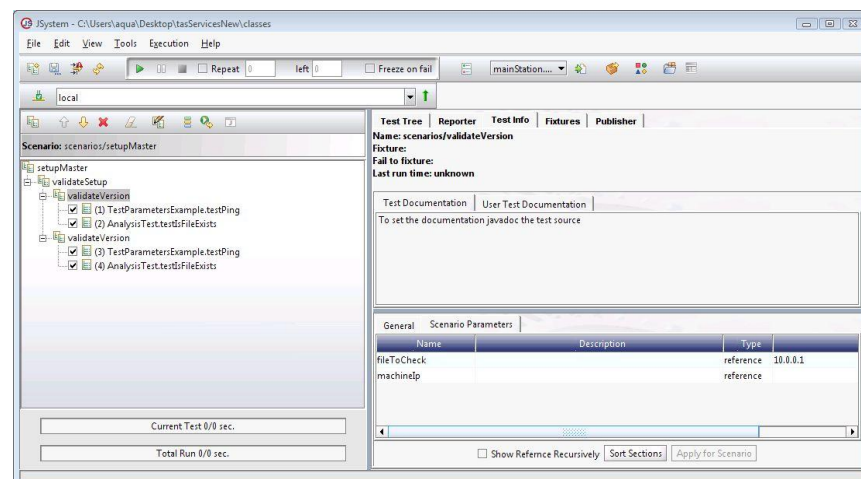 JSystem - C:\Users\aqua\Desktop\tasServicesNew\classes
File Edit View Tools Execution Help
Repeat 0 left 0 Freeze on fail mainStation....
local
Scenario: scenarios/setupMaster
setupMaster
validateSetup
validateVersion
(1) TestParametersExample.testPing
(2) AnalysisTest.testIsFileExists
validateVersion
(3) TestParametersExample.testPing
(4) AnalysisTest.testIsFileExists
Current Test 0/0 sec.
Total Run 0/0 sec.
Test Tree Reporter Test Info Fixtures Publisher
Name: scenarios/validateVersion
Fixture:
Fail to fixture:
Last run time: unknown
Test Documentation User Test Documentation
To set the documentation javadoc the test source
General Scenario Parameters
Name Description Type
fileToCheck reference 10.0.0.1
machineIp reference
Show Refernce Recursively Sort Sections Apply for Scenario